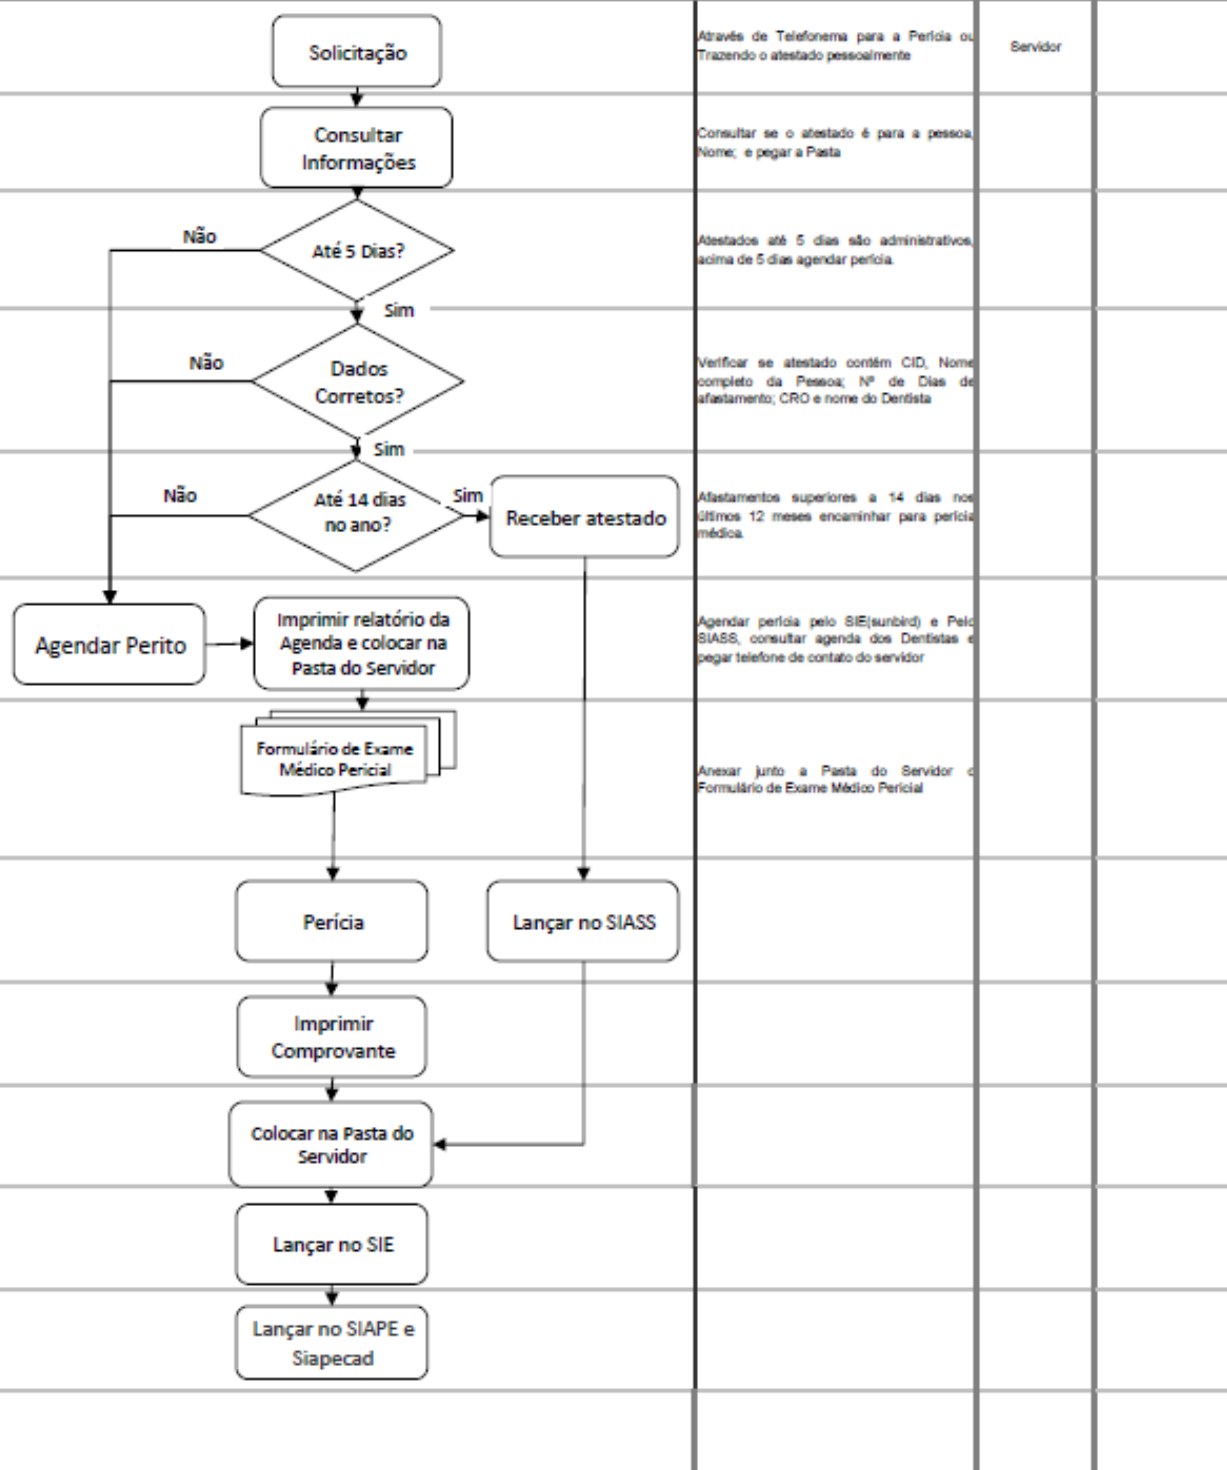 Solicitação
Através de Telefonema para a Perícia ou
Trazendo o atestado pessoalmente
Servidor
Consultar
Informações
Consultar se o atestado é para a pessoa,
Nome; e pegar a Pasta
Não
Até 5 Dias?
Atestados até 5 dias são administrativos,
acima de 5 dias agendar perícia.
Sim
Não
Dados
Corretos?
Verificar se atestado contém CID, Nome
completo da Pessoa; Nº de Dias de
afastamento; CRO e nome do Dentista
Sim
Não
Até 14 dias
no ano?
Sim
Receber atestado
Afastamentos superiores a 14 dias nos
últimos 12 meses encaminhar para perícia
médica.
Agendar Perito
Imprimir relatório da
Agenda e colocar na
Pasta do Servidor
Agendar perícia pelo SIE(sunbird) e Pelo
SIASS, consultar agenda dos Dentistas e
pegar telefone de contato do servidor
Formulário de Exame
Médico Pericial
Anexar junto a Pasta do Servidor o
Formulário de Exame Médico Pericial
Perícia
Lançar no SIASS
Imprimir
Comprovante
Colocar na Pasta do
Servidor
Lançar no SIE
Lançar no SIAPE e
Siapecad